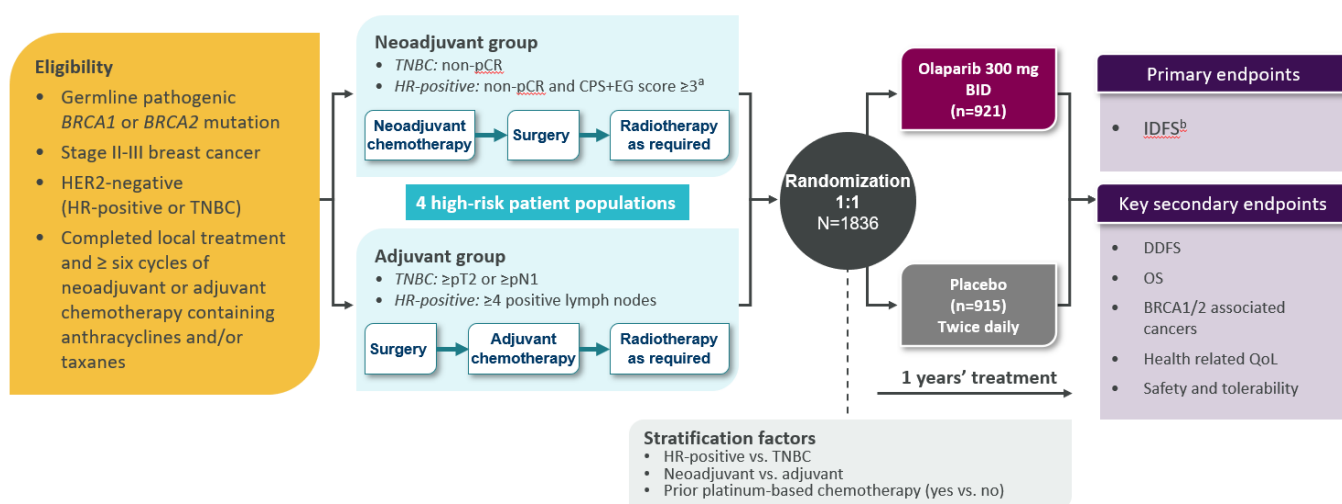 Eligibility
• Germline pathogenic
BRCA1 or BRCA2 mutation
• Stage II-III breast cancer
• HER2-negative
(HR-positive or TNBC)
• Completed local treatment
and ≥ six cycles of
neoadjuvant or adjuvant
chemotherapy containing
anthracyclines and/or
taxanes
Neoadjuvant group
• TNBC: non-pCR
• HR-positive: non-pCR and CPS+EG score ≥3ᵃ
Neoadjuvant
chemotherapy
Surgery
Radiotherapy
as required
4 high-risk patient populations
Adjuvant group
• TNBC: ≥pT2 or ≥pN1
• HR-positive: ≥4 positive lymph nodes
Surgery
Adjuvant
chemotherapy
Radiotherapy
as required
Randomization
1:1
N=1836
Olaparib 300 mg
BID
(n=921)
Placebo
(n=915)
Twice daily
1 years’ treatment
Primary endpoints
• IDFSᵇ
Key secondary endpoints
• DDFS
• OS
• BRCA1/2 associated
cancers
• Health related QoL
• Safety and tolerability
Stratification factors
• HR-positive vs. TNBC
• Neoadjuvant vs. adjuvant
• Prior platinum-based chemotherapy (yes vs. no)